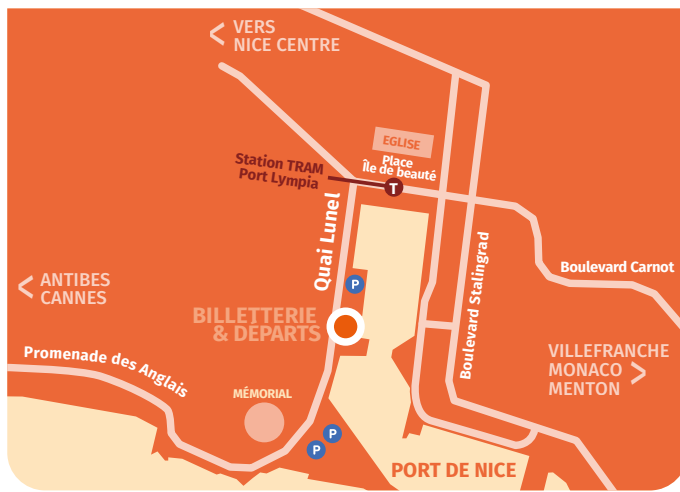 VERS
NICE CENTRE
EGLISE
Place
île de beauté
Station TRAM
Port Lympia
T
Quai Lunel
P
Boulevard Stalingrad
Boulevard Carnot
ANTIBES
CANNES
BILLETTERIE
& DÉPARTS
Promenade des Anglais
VILLEFRANCHE
MONACO
MENTON
MÉMORIAL
P
P
PORT DE NICE